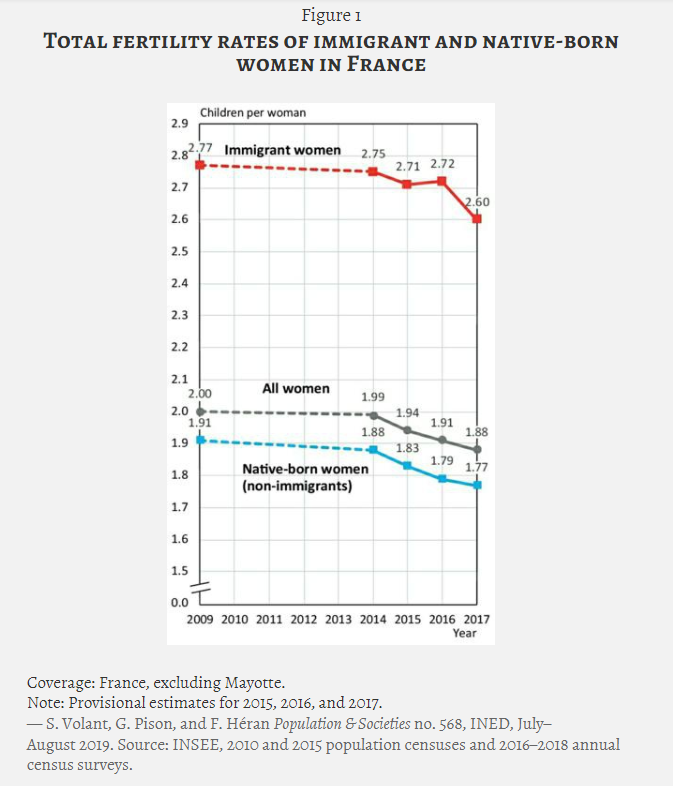 Figure 1
Total fertility rates of immigrant and native-born
women in France
Children per woman
2.9
2.8
2.77
Immigrant women
2.75
2.71
2.72
2.7
2.60
2.6
2.5
2.4
2.3
2.2
2.1
2.00
All women
1.99
2.0
1.94
1.91
1.91
1.88
1.88
1.9
1.83
1.79
1.77
1.8
Native-born women
(non-immigrants)
1.7
1.6
1.5
0.0
2009 2010 2011 2012 2013 2014 2015 2016 2017
Year
Coverage: France, excluding Mayotte.
Note: Provisional estimates for 2015, 2016, and 2017.
— S. Volant, G. Pison, and F. Héran Population & Societies no. 568, INED, July–
August 2019. Source: INSEE, 2010 and 2015 population censuses and 2016–2018 annual
census surveys.